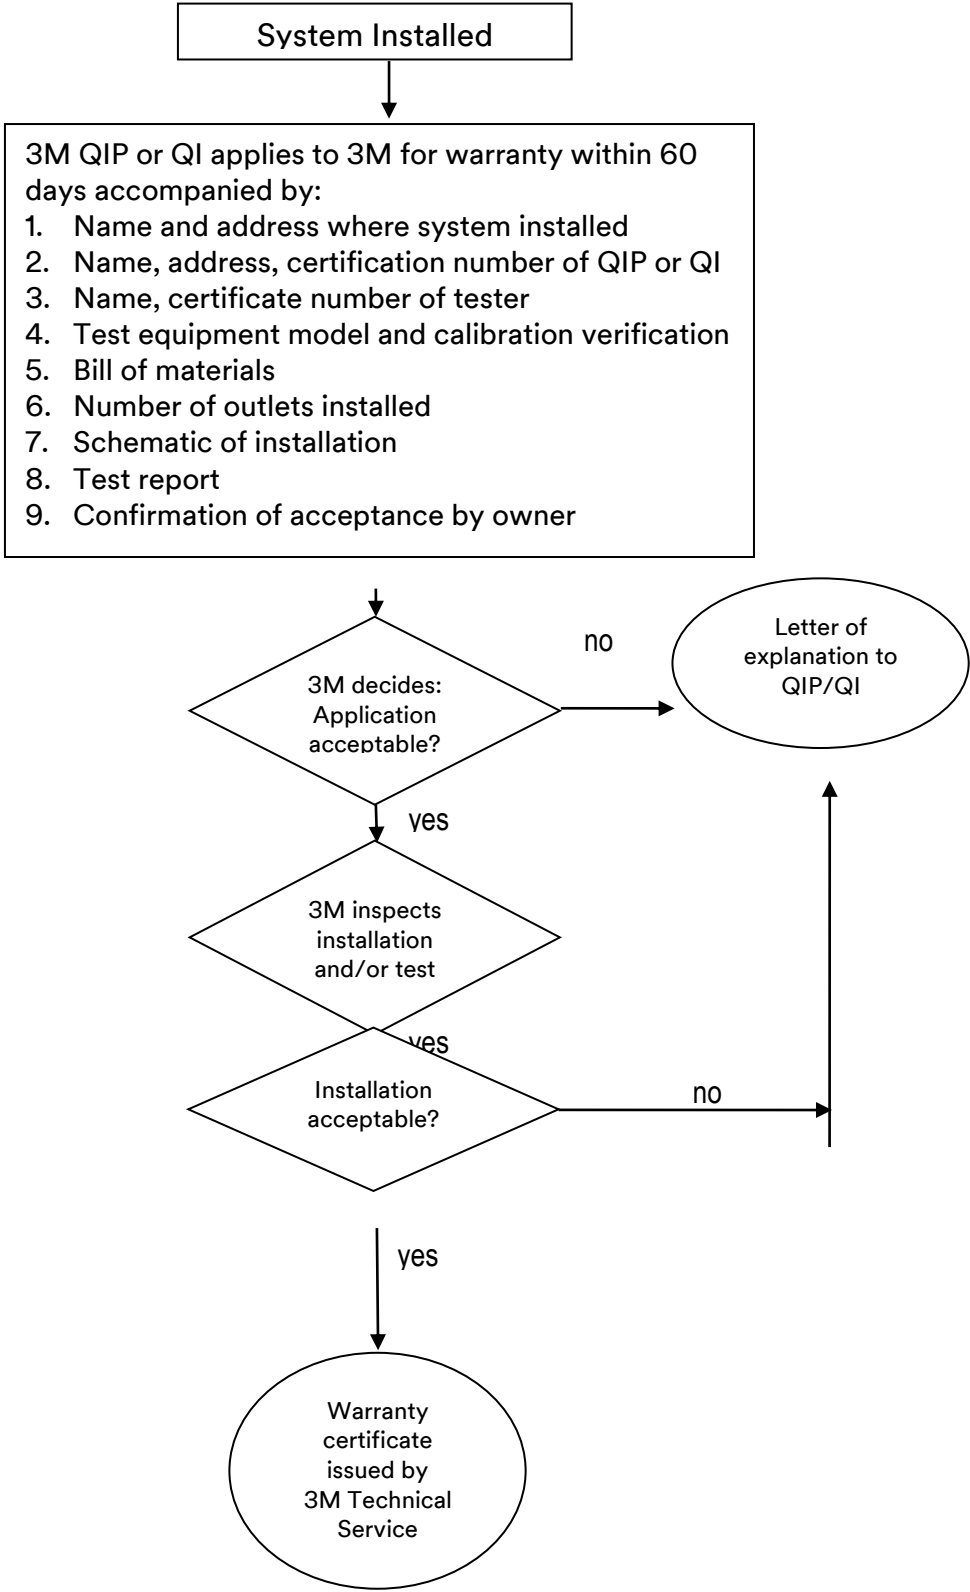 System Installed
3M QIP or QI applies to 3M for warranty within 60
days accompanied by:
1. Name and address where system installed
2. Name, address, certification number of QIP or QI
3. Name, certificate number of tester
4. Test equipment model and calibration verification
5. Bill of materials
6. Number of outlets installed
7. Schematic of installation
8. Test report
9. Confirmation of acceptance by owner
no
Letter of
explanation to
QIP/QI
3M decides:
Application
acceptable?
yes
3M inspects
installation
and/or test
yes
Installation
acceptable?
no
yes
Warranty
certificate
issued by
3M Technical
Service